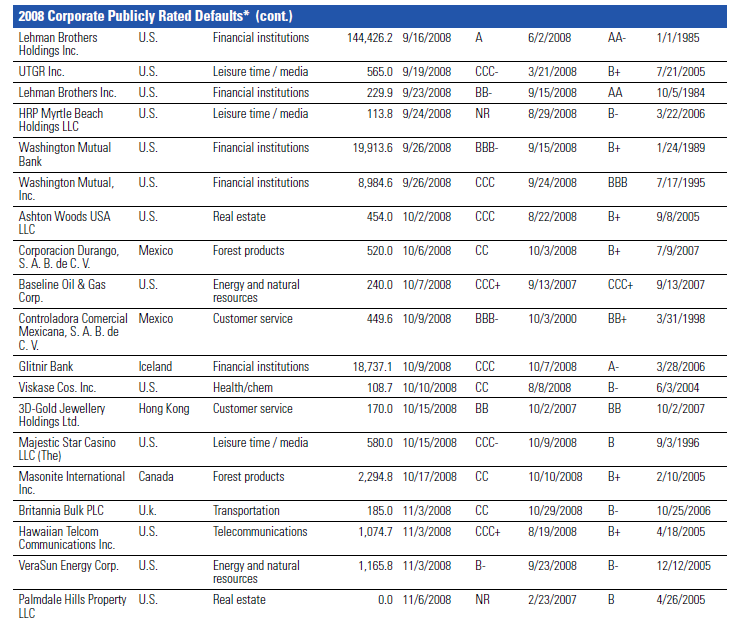 2008 Corporate Publicly Rated Defaults* (cont.)
Lehman Brothers U.S. Financial institutions 144,426.2 9/16/2008 A 6/2/2008 AA- 1/1/1985
Holdings Inc.
UTGR Inc. U.S. Leisure time / media 565.0 9/19/2008 CCC- 3/21/2008 B+ 7/21/2005
Lehman Brothers Inc. U.S. Financial institutions 229.9 9/23/2008 BB- 9/15/2008 AA 10/5/1984
HRP Myrtle Beach U.S. Leisure time / media 113.8 9/24/2008 NR 8/29/2008 B- 3/22/2006
Holdings LLC
Washington Mutual U.S. Financial institutions 19,913.6 9/26/2008 BBB- 9/15/2008 B+ 1/24/1989
Bank
Washington Mutual, U.S. Financial institutions 8,984.6 9/26/2008 CCC 9/24/2008 BBB 7/17/1995
Inc.
Ashton Woods USA U.S. Real estate 454.0 10/2/2008 CCC 8/22/2008 B+ 9/8/2005
LLC
Corporacion Durango, Mexico Forest products 520.0 10/6/2008 CC 10/3/2008 B+ 7/9/2007
S. A. B. de C. V.
Baseline Oil & Gas U.S. Energy and natural 240.0 10/7/2008 CCC+ 9/13/2007 CCC+ 9/13/2007
Corp. resources
Controladora Comercial Mexico Customer service 449.6 10/9/2008 BBB- 10/3/2000 BB+ 3/31/1998
Mexicana, S. A. B. de
C. V.
Glitnir Bank Iceland Financial institutions 18,737.1 10/9/2008 CCC 10/7/2008 A- 3/28/2006
Viskase Cos. Inc. U.S. Health/chem 108.7 10/10/2008 CC 8/8/2008 B- 6/3/2004
3D-Gold Jewellery Hong Kong Customer service 170.0 10/15/2008 BB 10/2/2007 BB 10/2/2007
Holdings Ltd.
Majestic Star Casino U.S. Leisure time / media 580.0 10/15/2008 CCC- 10/9/2008 B 9/3/1996
LLC (The)
Masonite International Canada Forest products 2,294.8 10/17/2008 CC 10/10/2008 B+ 2/10/2005
Inc.
Britannia Bulk PLC U.k. Transportation 185.0 11/3/2008 CC 10/29/2008 B- 10/25/2006
Hawaiian Telcom U.S. Telecommunications 1,074.7 11/3/2008 CCC+ 8/19/2008 B+ 4/18/2005
Communications Inc.
VeraSun Energy Corp. U.S. Energy and natural 1,165.8 11/3/2008 B- 9/23/2008 B- 12/12/2005
resources
Palmdale Hills Property U.S. Real estate 0.0 11/6/2008 NR 2/23/2007 B 4/26/2005
LLC